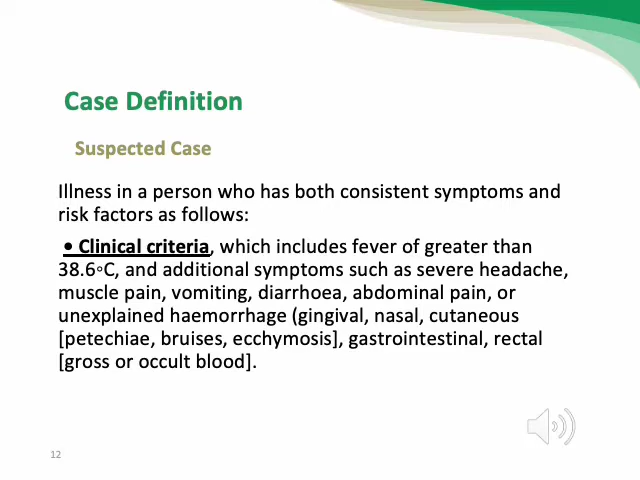 Case Definition
Suspected Case
Illness in a person who has both consistent symptoms and
risk factors as follows:
• Clinical criteria, which includes fever of greater than
38.6◦C, and additional symptoms such as severe headache,
muscle pain, vomiting, diarrhoea, abdominal pain, or
unexplained haemorrhage (gingival, nasal, cutaneous
[petechiae, bruises, ecchymosis], gastrointestinal, rectal
[gross or occult blood].
12